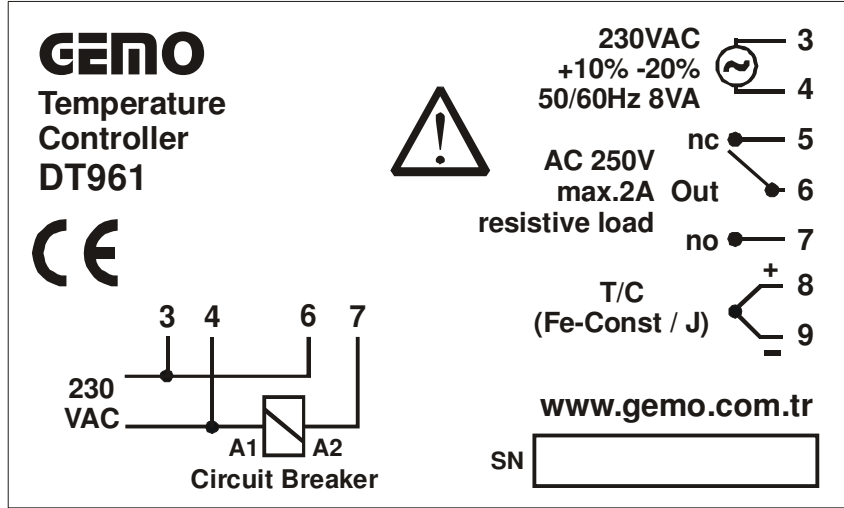 GEMO
Temperature
Controller
DT961
CE
3 4 6 7
230
VAC
A1 A2
Circuit Breaker
230VAC
+10% -20%
50/60Hz 8VA
3
4
AC 250V
max.2A Out
resistive load
nc
5
6
no
7
T/C
(Fe-Const / J)
+
8
9
-
www.gemo.com.tr
SN